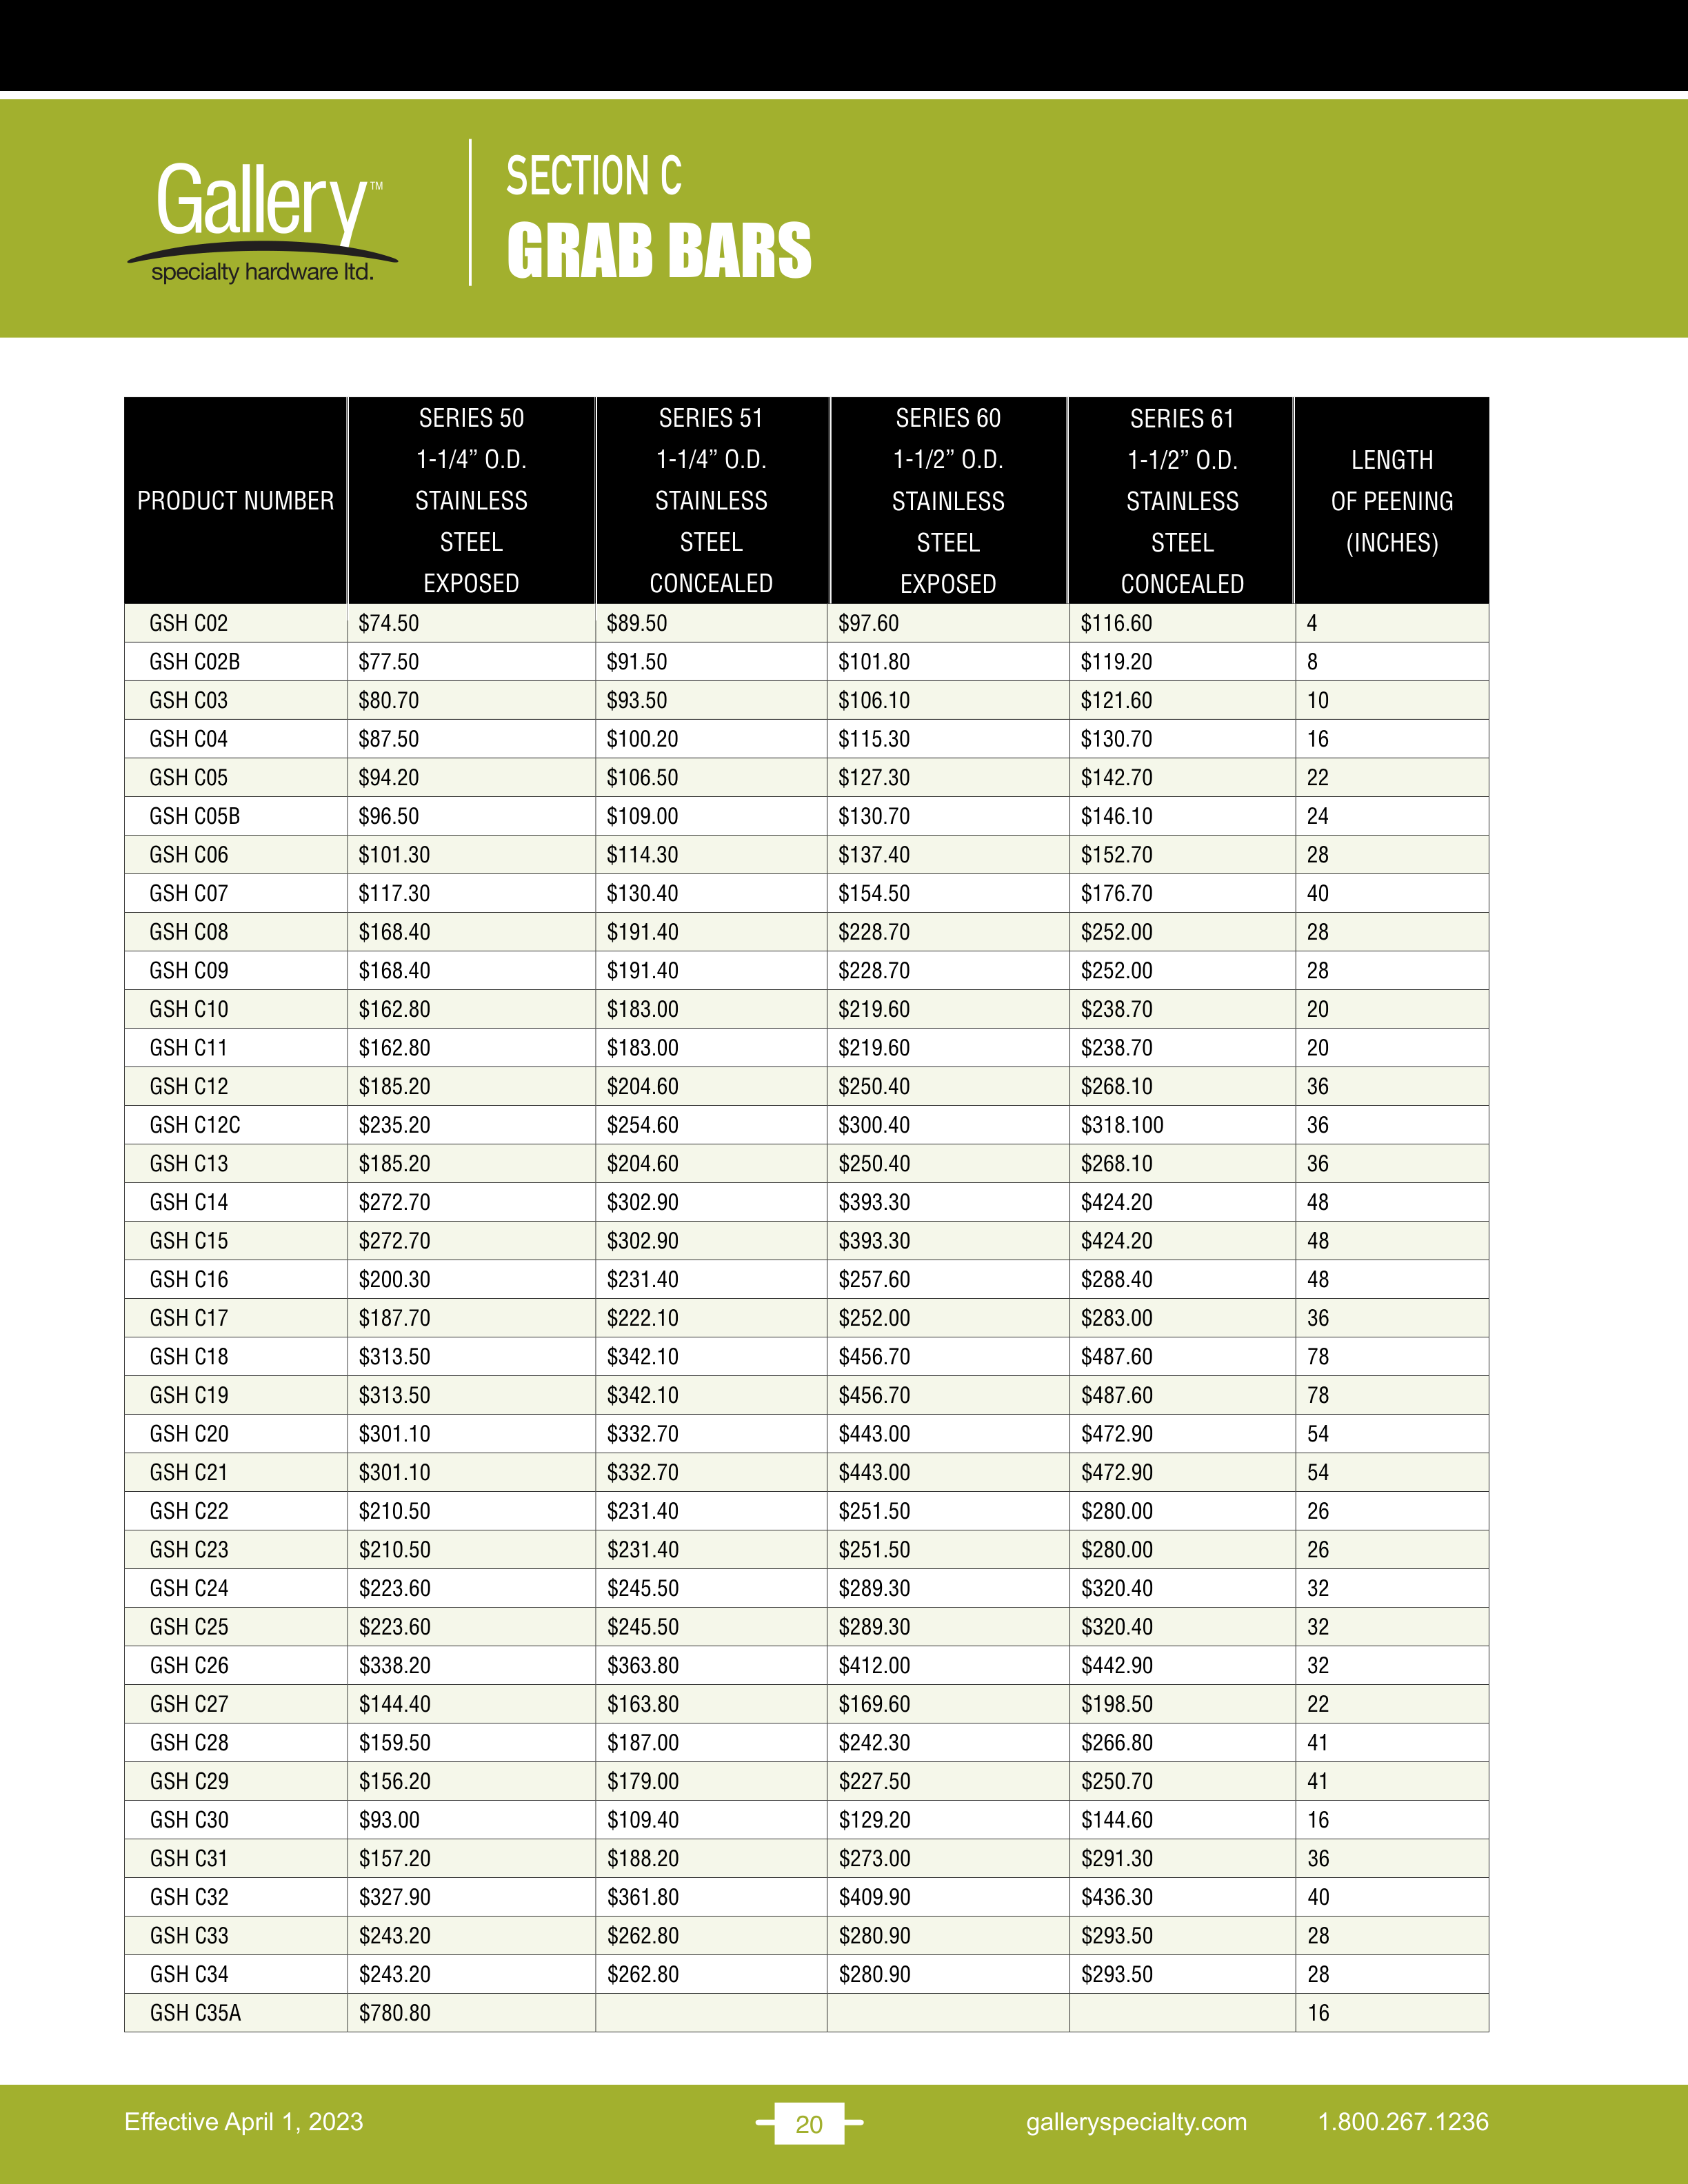 Gallery™
specialty hardware ltd.
SECTION C
GRAB BARS
PRODUCT NUMBER
SERIES 50
1-1/4” O.D.
STAINLESS
STEEL
EXPOSED
SERIES 51
1-1/4” O.D.
STAINLESS
STEEL
CONCEALED
SERIES 60
1-1/2” O.D.
STAINLESS
STEEL
EXPOSED
SERIES 61
1-1/2” O.D.
STAINLESS
STEEL
CONCEALED
LENGTH
OF PEENING
(INCHES)
GSH C02 $74.50 $89.50 $97.60 $116.60 4
GSH C02B $77.50 $91.50 $101.80 $119.20 8
GSH C03 $80.70 $93.50 $106.10 $121.60 10
GSH C04 $87.50 $100.20 $115.30 $130.70 16
GSH C05 $94.20 $106.50 $127.30 $142.70 22
GSH C05B $96.50 $109.00 $130.70 $146.10 24
GSH C06 $101.30 $114.30 $137.40 $152.70 28
GSH C07 $117.30 $130.40 $154.50 $176.70 40
GSH C08 $168.40 $191.40 $228.70 $252.00 28
GSH C09 $168.40 $191.40 $228.70 $252.00 28
GSH C10 $162.80 $183.00 $219.60 $238.70 20
GSH C11 $162.80 $183.00 $219.60 $238.70 20
GSH C12 $185.20 $204.60 $250.40 $268.10 36
GSH C12C $235.20 $254.60 $300.40 $318.100 36
GSH C13 $185.20 $204.60 $250.40 $268.10 36
GSH C14 $272.70 $302.90 $393.30 $424.20 48
GSH C15 $272.70 $302.90 $393.30 $424.20 48
GSH C16 $200.30 $231.40 $257.60 $288.40 48
GSH C17 $187.70 $222.10 $252.00 $283.00 36
GSH C18 $313.50 $342.10 $456.70 $487.60 78
GSH C19 $313.50 $342.10 $456.70 $487.60 78
GSH C20 $301.10 $332.70 $443.00 $472.90 54
GSH C21 $301.10 $332.70 $443.00 $472.90 54
GSH C22 $210.50 $231.40 $251.50 $280.00 26
GSH C23 $210.50 $231.40 $251.50 $280.00 26
GSH C24 $223.60 $245.50 $289.30 $320.40 32
GSH C25 $223.60 $245.50 $289.30 $320.40 32
GSH C26 $338.20 $363.80 $412.00 $442.90 32
GSH C27 $144.40 $163.80 $169.60 $198.50 22
GSH C28 $159.50 $187.00 $242.30 $266.80 41
GSH C29 $156.20 $179.00 $227.50 $250.70 41
GSH C30 $93.00 $109.40 $129.20 $144.60 16
GSH C31 $157.20 $188.20 $273.00 $291.30 36
GSH C32 $327.90 $361.80 $409.90 $436.30 40
GSH C33 $243.20 $262.80 $280.90 $293.50 28
GSH C34 $243.20 $262.80 $280.90 $293.50 28
GSH C35A $780.80 16
Effective April 1, 2023 20 galleryspecialty.com 1.800.267.1236